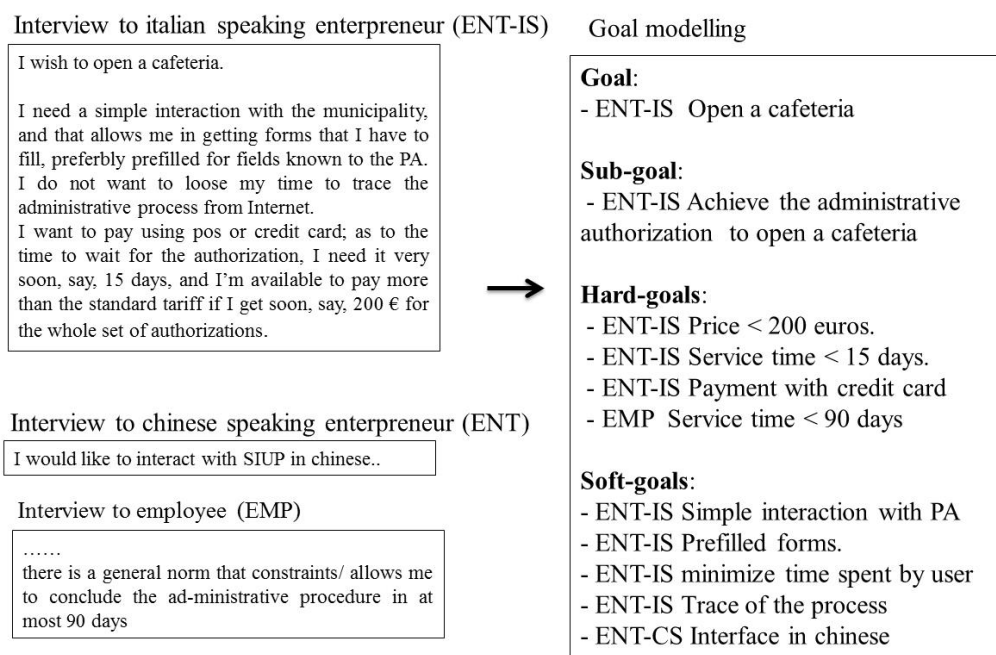 Interview to italian speaking enterpreneur (ENT-IS)
I wish to open a cafeteria.
I need a simple interaction with the municipality,
and that allows me in getting forms that I have to
fill, preferbly prefilled for fields known to the PA.
I do not want to loose my time to trace the
administrative process from Internet.
I want to pay using pos or credit card; as to the
time to wait for the authorization, I need it very
soon, say, 15 days, and I'm available to pay more
than the standard tariff if I get soon, say, 200 € for
the whole set of authorizations.
Interview to chinese speaking enterpreneur (ENT)
I would like to interact with SIUP in chinese..
Interview to employee (EMP)
......
there is a general norm that constraints/ allows me
to conclude the ad-ministrative procedure in at
most 90 days
Goal modelling
Goal:
- ENT-IS Open a cafeteria
Sub-goal:
- ENT-IS Achieve the administrative
authorization to open a cafeteria
Hard-goals:
- ENT-IS Price < 200 euros.
- ENT-IS Service time < 15 days.
- ENT-IS Payment with credit card
- EMP Service time < 90 days
Soft-goals:
- ENT-IS Simple interaction with PA
- ENT-IS Prefilled forms.
- ENT-IS minimize time spent by user
- ENT-IS Trace of the process
- ENT-CS Interface in chinese